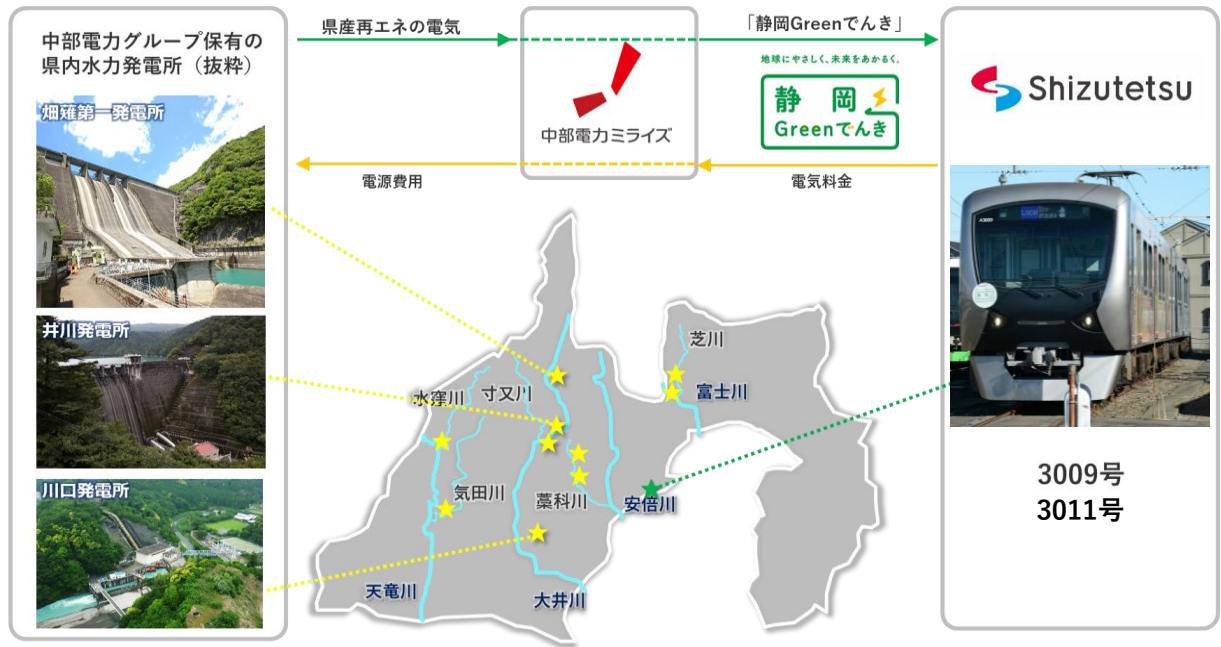 中部電力グループ保有の
県内水力発電所（抜粋）
畑薙第一発電所
井川発電所
川口発電所
県産再エネの電気
中部電力ミライズ
電源費用
「静岡Greenでんき」
地球にやさしく、未来をあかるく。
静岡
Greenでんき
電気料金
Shizutetsu
A3009
3009号
3011号
芝川
富士川
水窪川
寸又川
気田川
藁科川
安倍川
天竜川
大井川